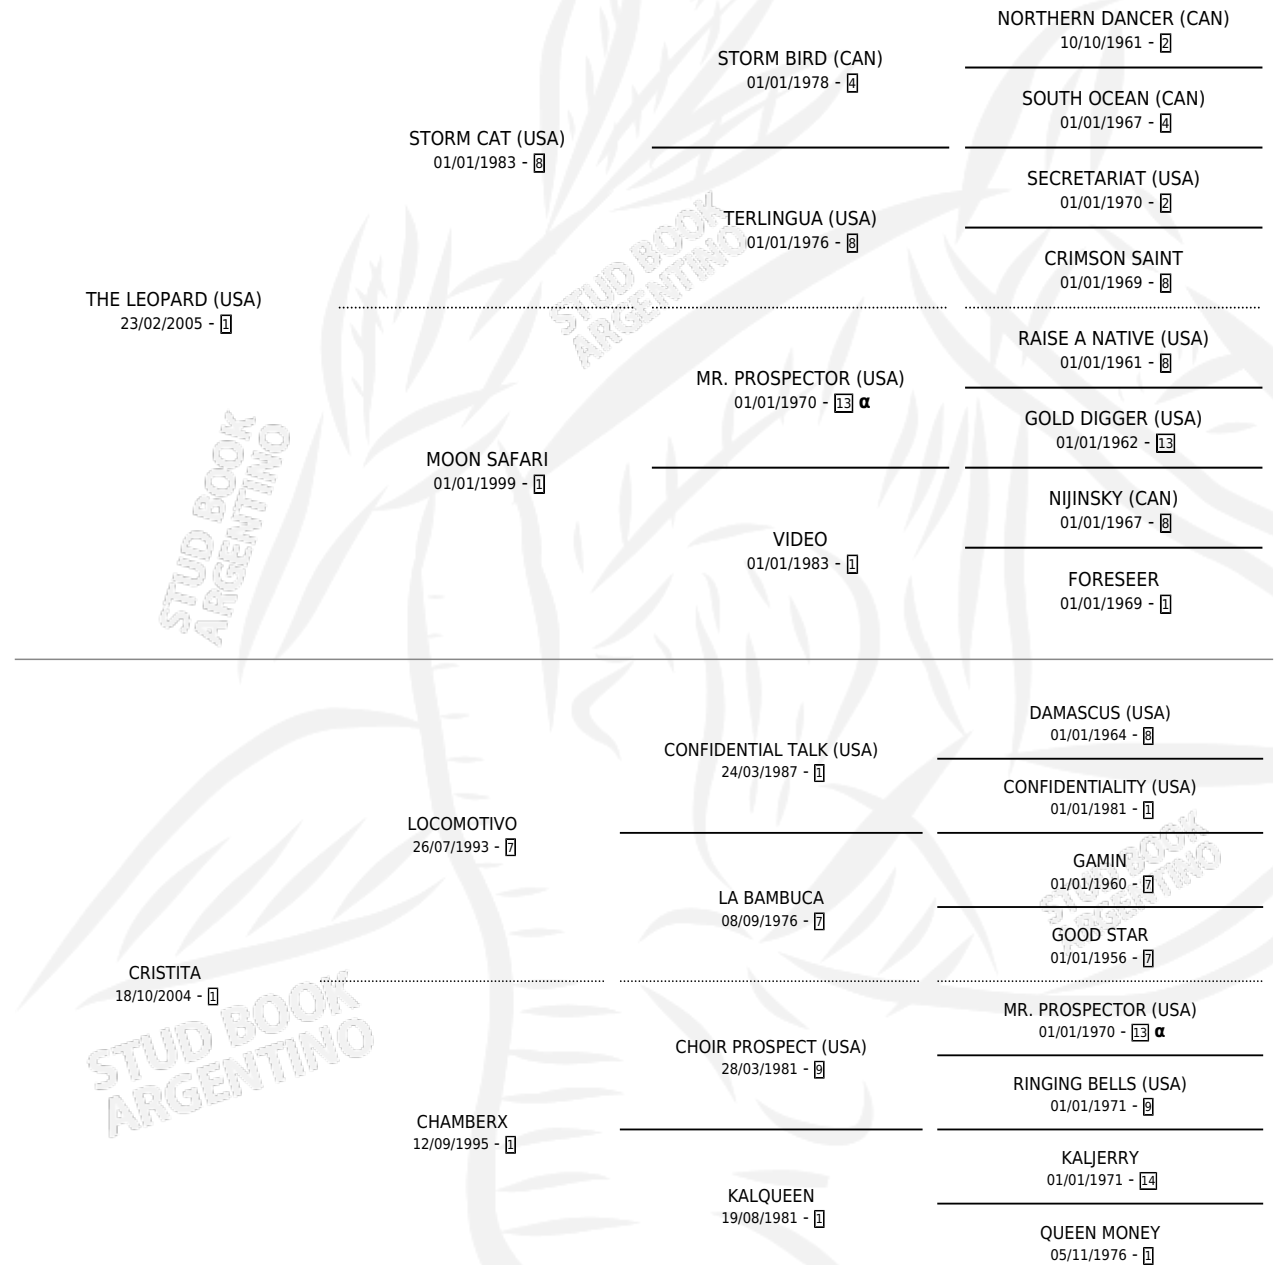 NORTHERN DANCER (CAN)
10/10/1961 - 2
STORM BIRD (CAN)
01/01/1978 - 4
SOUTH OCEAN (CAN)
01/01/1967 - 4
STORM CAT (USA)
01/01/1983 - 8
SECRETARIAT (USA)
01/01/1970 - 2
TERLINGUA (USA)
01/01/1976 - 8
CRIMSON SAINT
01/01/1969 - 8
THE LEOPARD (USA)
23/02/2005 - 1
RAISE A NATIVE (USA)
01/01/1961 - 8
MR. PROSPECTOR (USA)
01/01/1970 - 13 α
GOLD DIGGER (USA)
01/01/1962 - 13
MOON SAFARI
01/01/1999 - 1
NIJINSKY (CAN)
01/01/1967 - 8
VIDEO
01/01/1983 - 1
FORESEER
01/01/1969 - 1
DAMASCUS (USA)
01/01/1964 - 8
CONFIDENTIAL TALK (USA)
24/03/1987 - 1
CONFIDENTIALITY (USA)
01/01/1981 - 1
LOCOMOTIVO
26/07/1993 - 7
GAMIN
01/01/1960 - 7
LA BAMBUCA
08/09/1976 - 7
GOOD STAR
01/01/1956 - 7
CRISTITA
18/10/2004 - 1
MR. PROSPECTOR (USA)
01/01/1970 - 13 α
CHOIR PROSPECT (USA)
28/03/1981 - 9
RINGING BELLS (USA)
01/01/1971 - 9
CHAMBERX
12/09/1995 - 1
KALJERRY
01/01/1971 - 14
KALQUEEN
19/08/1981 - 1
QUEEN MONEY
05/11/1976 - 1
STUD BOOK
ARGENTINO
STUD BOOK
ARGENTINO
STUD BOOK
ARGENTINO
STUD BOOK
ARGENTINO